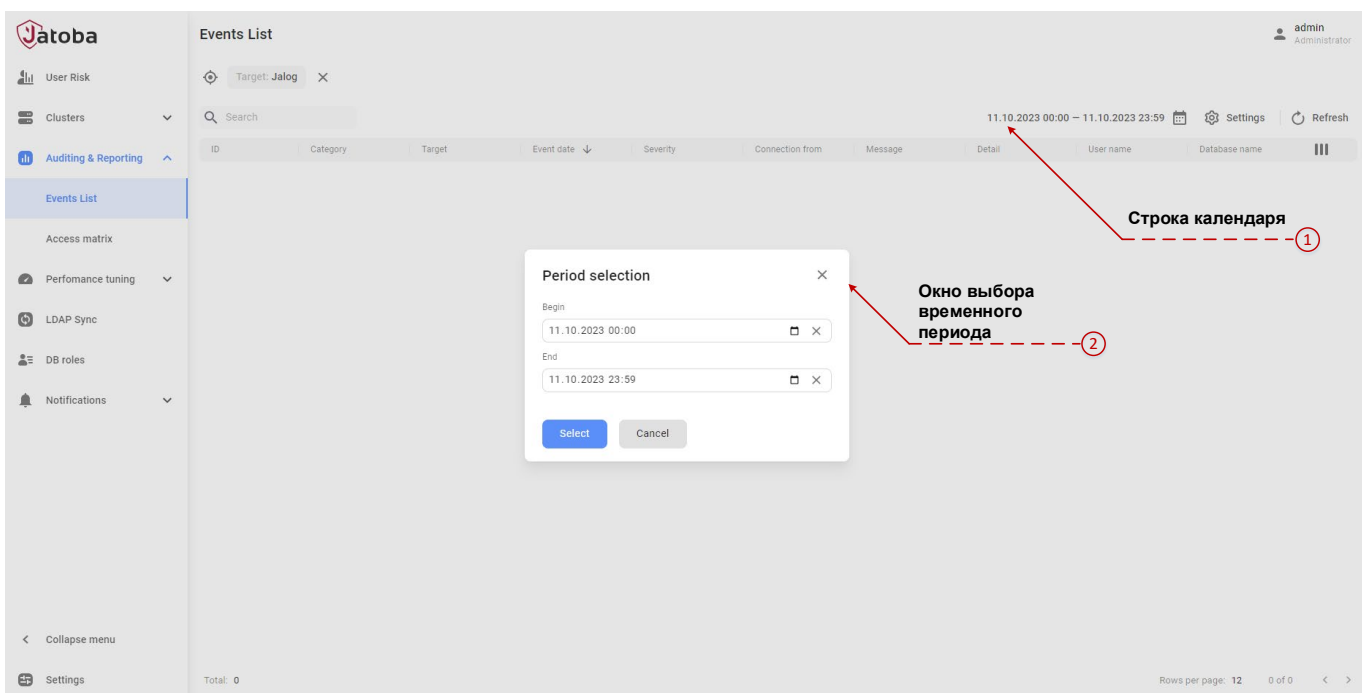 Jatoba
Events List
admin
Administrator
User Risk
Target: Jalog
Clusters
Search
11.10.2023 00:00 — 11.10.2023 23:59
Settings
Refresh
Auditing & Reporting
ID
Category
Target
Event date
Severity
Connection from
Message
Detail
User name
Database name
Events List
Строка календаря
1
Access matrix
Perfomance tuning
Period selection
Begin
11.10.2023 00:00
End
11.10.2023 23:59
Select
Cancel
Окно выбора
временного
периода
2
LDAP Sync
DB roles
Notifications
Collapse menu
Settings
Total: 0
Rows per page: 12
0 of 0